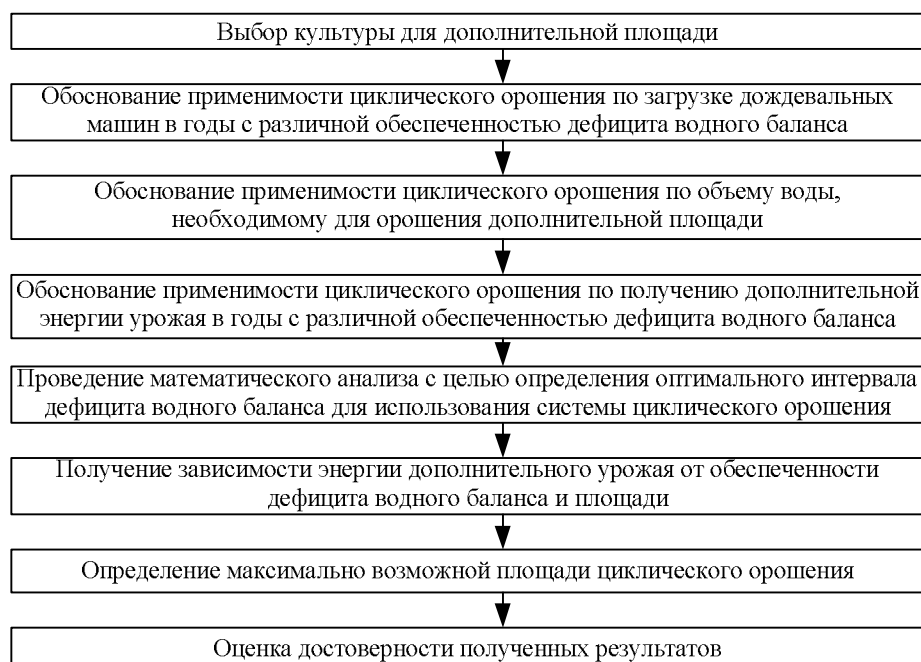 Выбор культуры для дополнительной площади
Обоснование применимости циклического орошения по загрузке дождевальных
машин в годы с различной обеспеченностью дефицита водного баланса
Обоснование применимости циклического орошения по объему воды,
необходимому для орошения дополнительной площади
Обоснование применимости циклического орошения по получению дополнительной
энергии урожая в годы с различной обеспеченностью дефицита водного баланса
Проведение математического анализа с целью определения оптимального интервала
дефицита водного баланса для использования системы циклического орошения
Получение зависимости энергии дополнительного урожая от обеспеченности
дефицита водного баланса и площади
Определение максимально возможной площади циклического орошения
Оценка достоверности полученных результатов